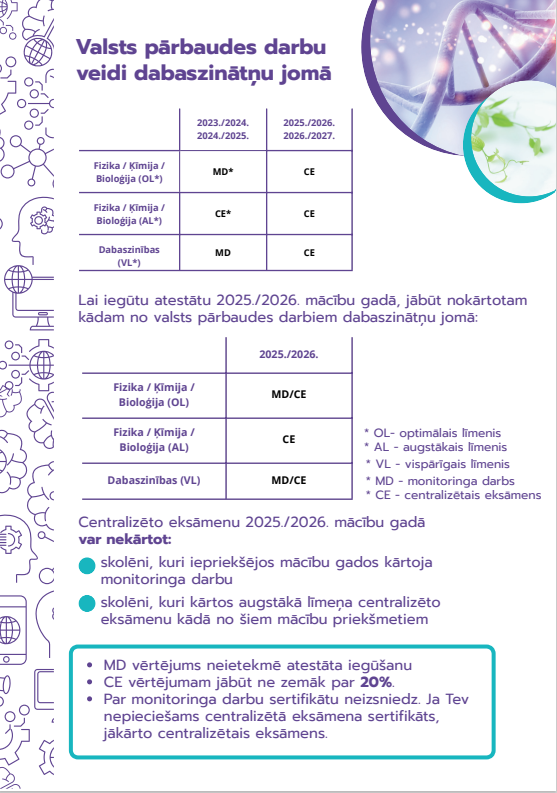 Valsts pārbaudes darbu
veidi dabaszinātņu jomā
2023./2024. 2025./2026.
2024./2025. 2026./2027.
Fizika / Ķīmija /
Bioloģija (OL*) MD* CE
Fizika / Ķīmija /
Bioloģija (AL*) CE* CE
Dabaszinības
(VL*) MD CE
Lai iegūtu atestātu 2025./2026. mācību gadā, jābūt nokārtotam
kādam no valsts pārbaudes darbiem dabaszinātņu jomā:
2025./2026.
Fizika / Ķīmija /
Bioloģija (OL) MD/CE
Fizika / Ķīmija /
Bioloģija (AL) CE
Dabaszinības (VL) MD/CE
* OL- optimālais līmenis
* AL - augstākais līmenis
* VL - vispārīgais līmenis
* MD - monitoringa darbs
* CE - centralizētais eksāmens
Centralizēto eksāmenu 2025./2026. mācību gadā
var nekārtot:
skolēni, kuri iepriekšējos mācību gados kārtoja
monitoringa darbu
skolēni, kuri kārtos augstākā līmeņa centralizēto
eksāmenu kādā no šiem mācību priekšmetiem
• MD vērtējums neietekmē atestāta iegūšanu
• CE vērtējumam jābūt ne zemāk par 20%.
• Par monitoringa darbu sertifikātu neizsniedz. Ja Tev
nepieciešams centralizētā eksāmena sertifikāts,
jākārto centralizētais eksāmens.